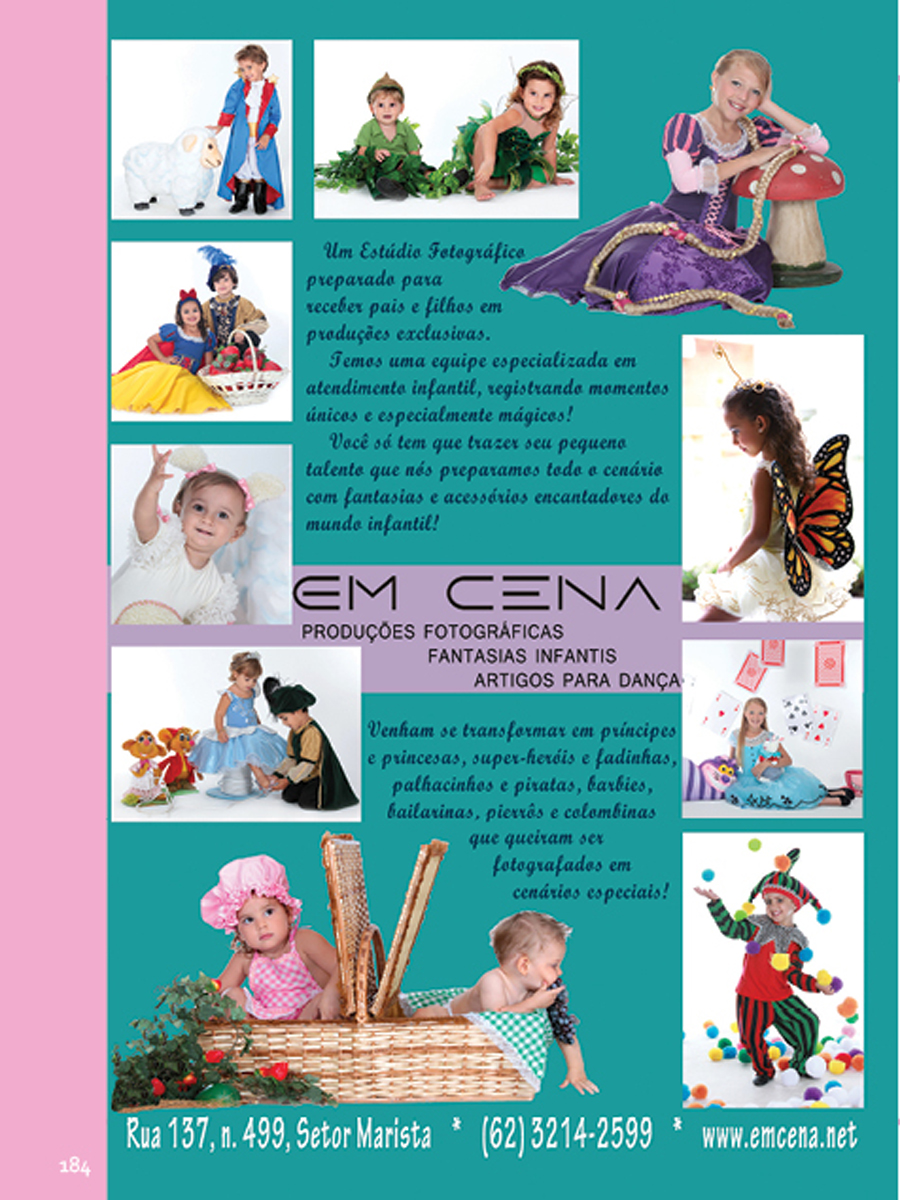 Um Estúdio Fotográfico
preparado para
receber pais e filhos em
produções exclusivas.
Temos uma equipe especializada em
atendimento infantil, registrando momentos
únicos e especialmente mágicos!
Você só tem que trazer seu pequeno
talento que nós preparamos todo o cenário
com fantasias e acessórios encantadores do
mundo infantil!
EM CENA
PRODUÇÕES FOTOGRÁFICAS
FANTASIAS INFANTIS
ARTIGOS PARA DANÇA
Venham se transformar em príncipes
e princesas, super-heróis e fadinhas,
palhacinhos e piratas, barbies,
bailarinas, pierrôs e colombinas
que queiram ser
fotografados em
cenários especiais!
Rua 137, n. 499, Setor Marista * (62) 3214-2599 * www.emcena.net
184